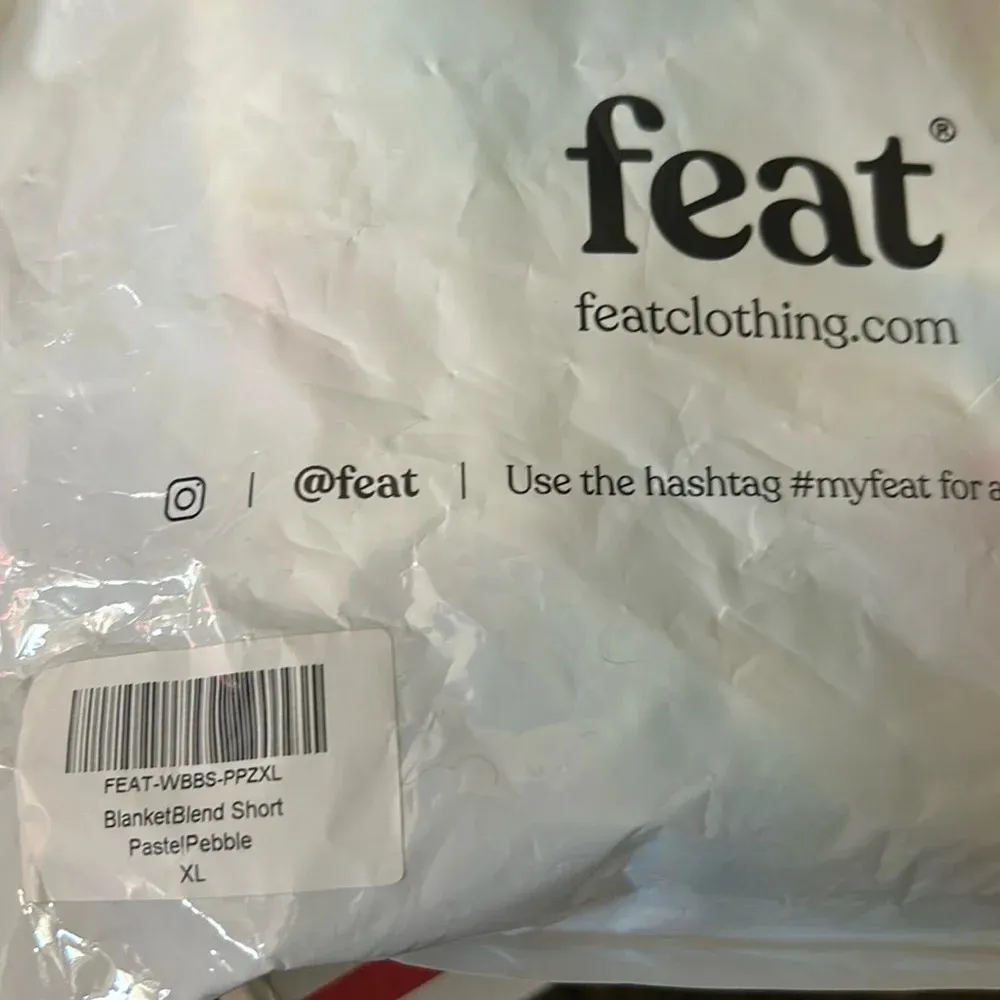 feat®
featclothing.com
| @feat | Use the hashtag #myfeat for a
FEAT-WBBS-PPZXL
BlanketBlend Short
PastelPebble
XL